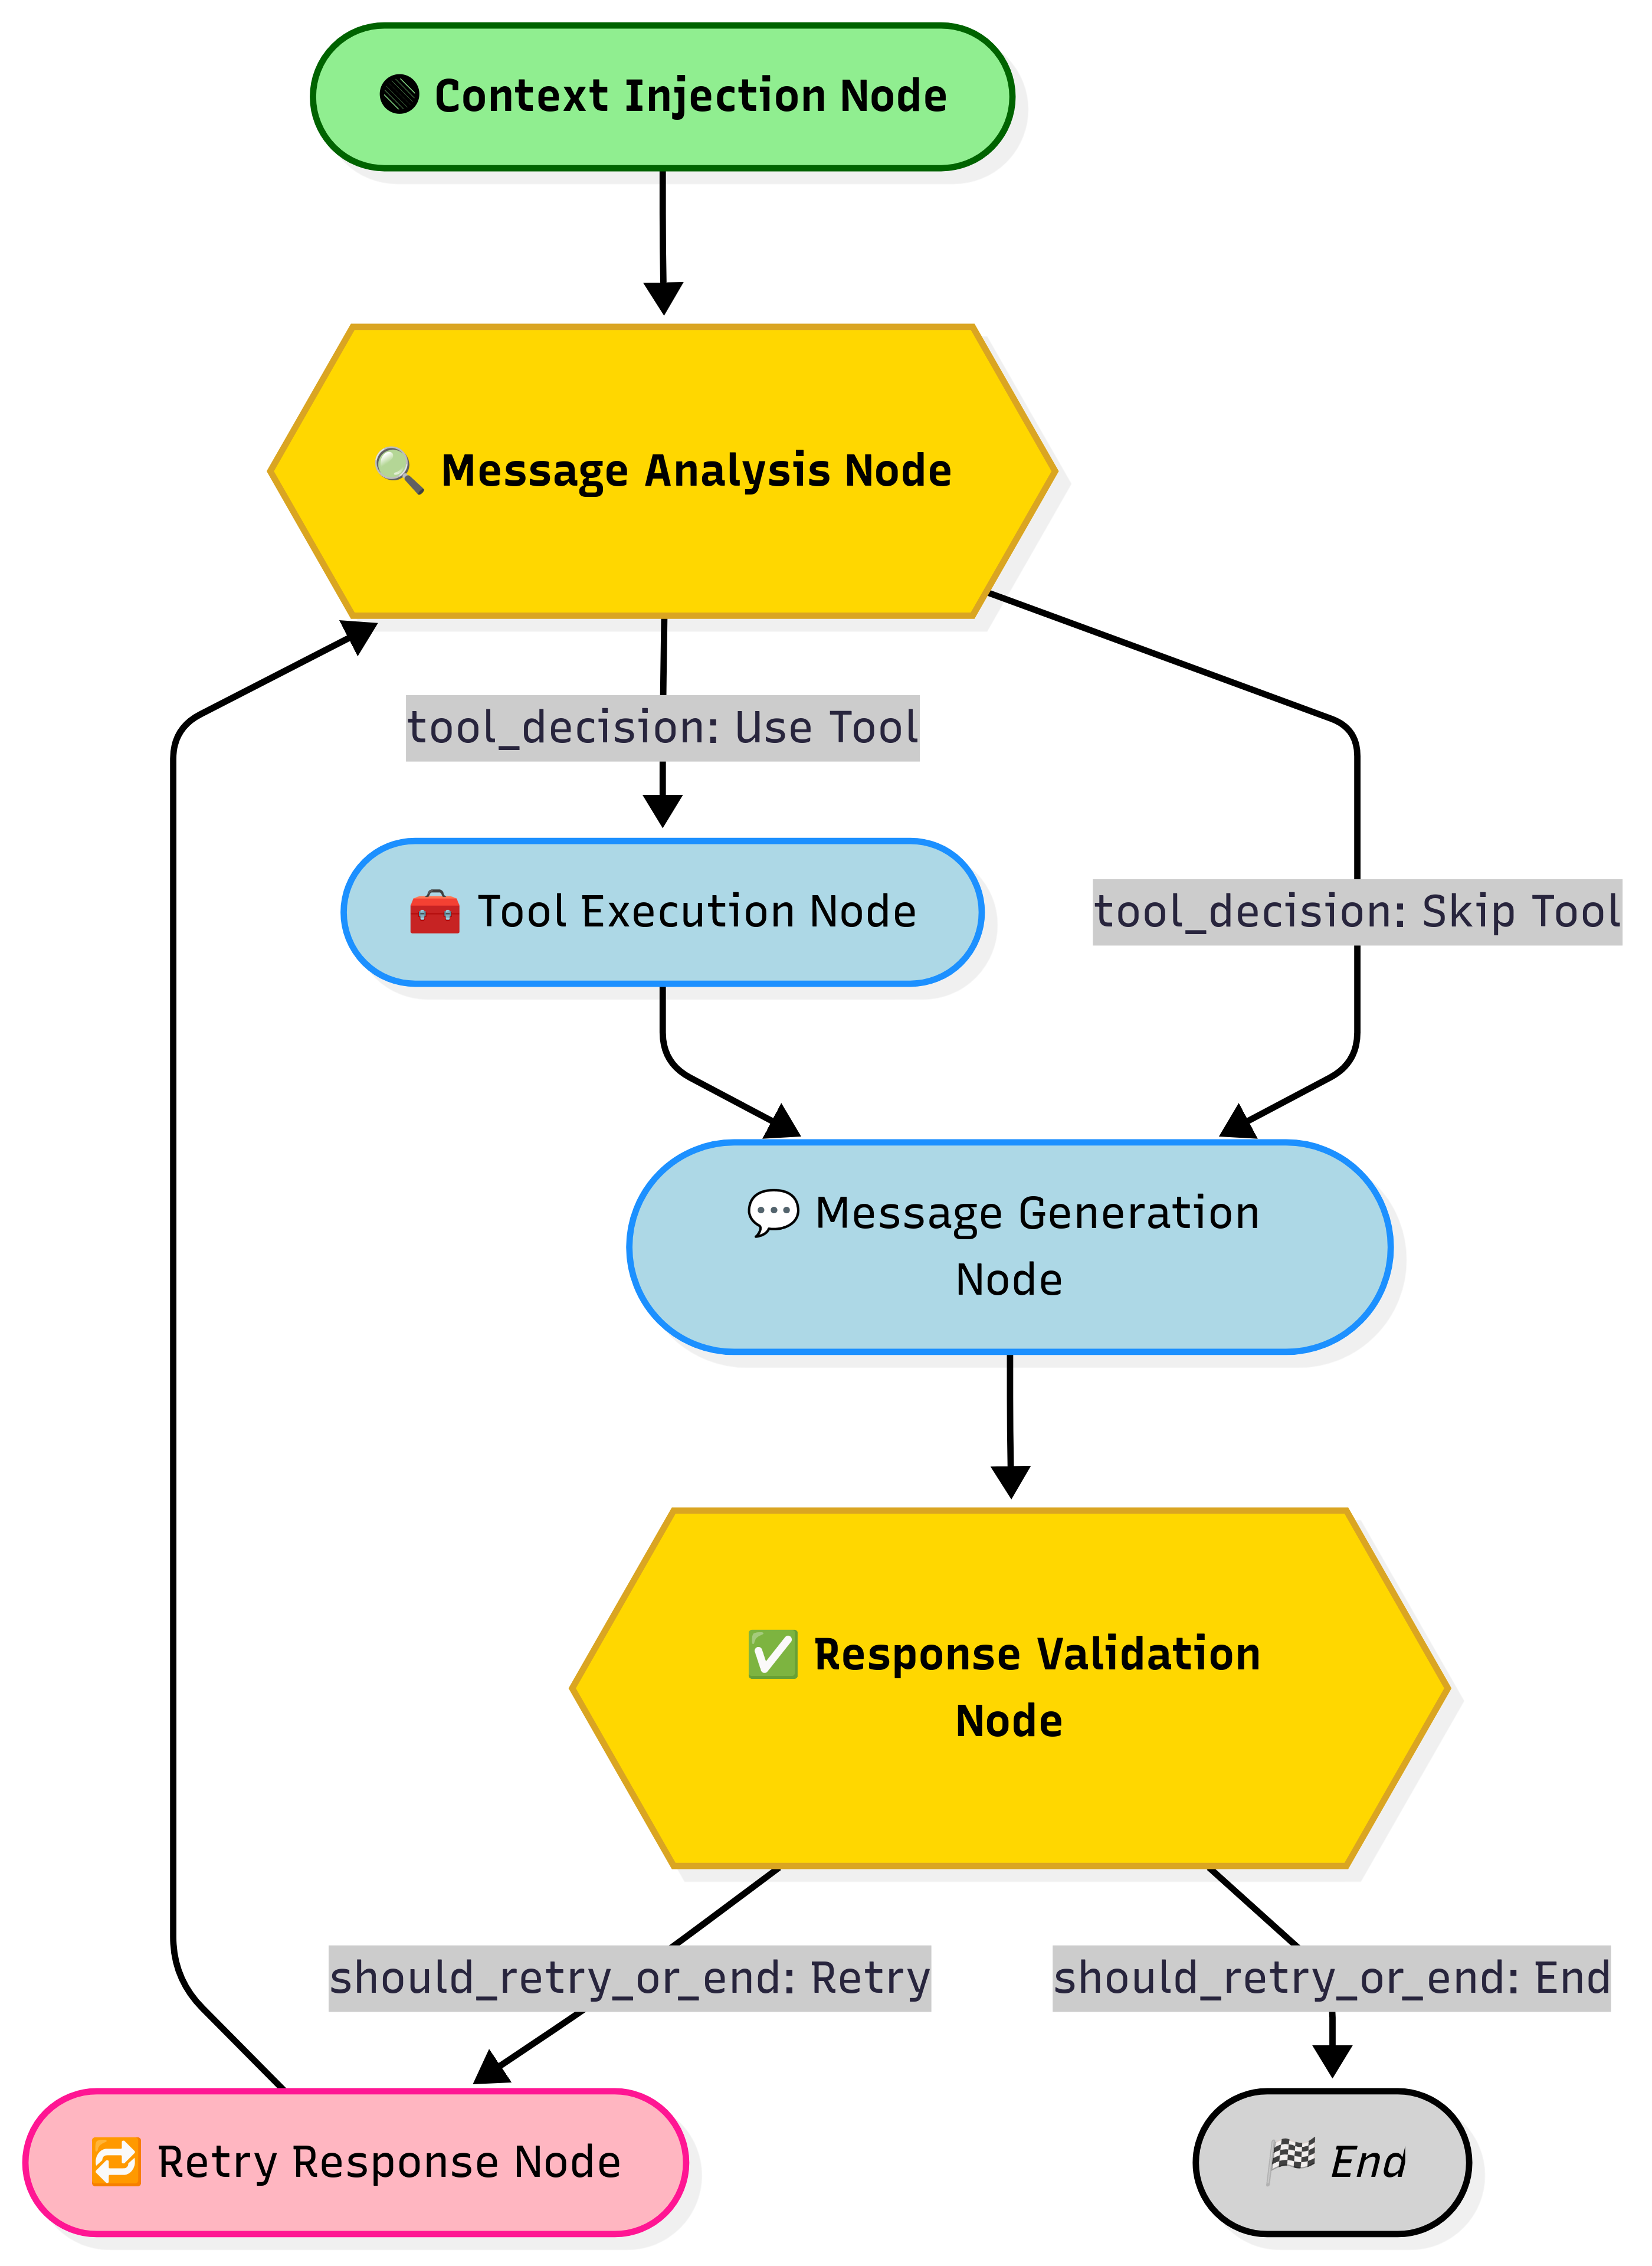 Context Injection Node
Message Analysis Node
tool_decision: Use Tool
Tool Execution Node
tool_decision: Skip Tool
Message Generation
Node
Response Validation
Node
should_retry_or_end: Retry
should_retry_or_end: End
Retry Response Node
End